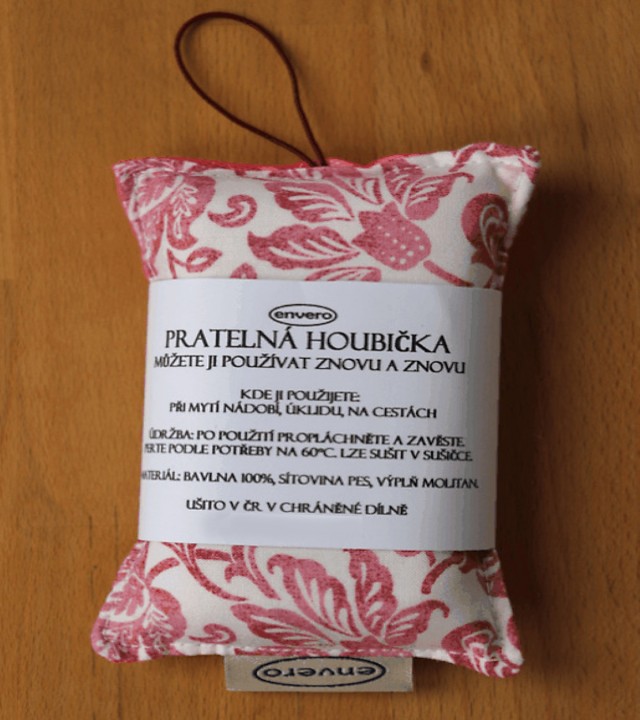 envero
PRATELNÁ HOUBIČKA
MŮŽETE JI POUŽÍVAT ZNOVU A ZNOVU
KDE JI POUŽIJETE:
PŘI MYTÍ NÁDOBÍ, ÚKLIDU, NA CESTÁCH
ÚDRŽBA: PO POUŽITÍ PROPLÁCHNĚTE A ZAVĚSTE.
PERTE PODLE POTŘEBY NA 60°C. LZE SUŠIT V SUŠIČCE.
MATERIÁL: BAVLNA 100%, SÍTOVINA PES, VÝPLŇ MOLITAN.
UŠITO V ČR V CHRÁNĚNÉ DÍLNĚ
envero